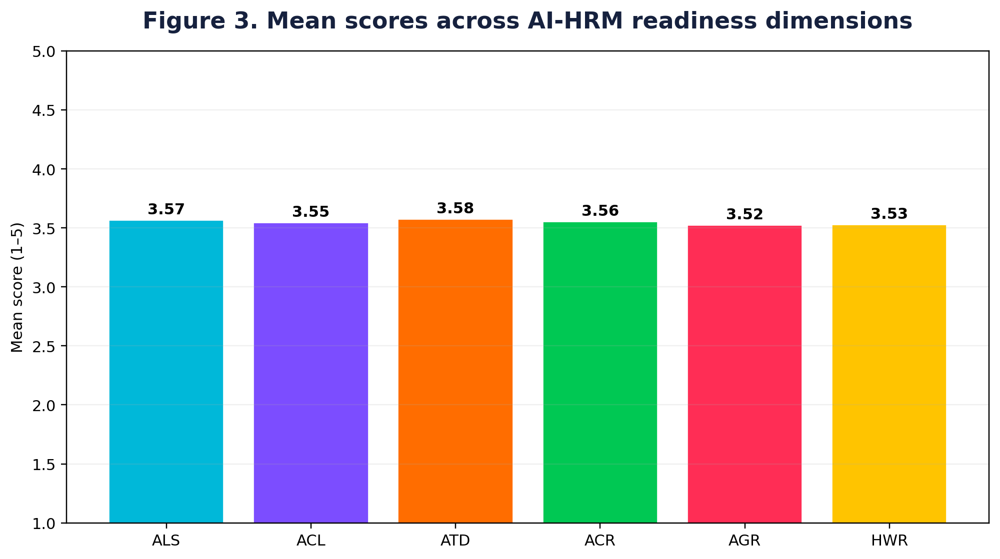 Figure 3. Mean scores across AI-HRM readiness dimensions
Mean score (1–5)
5.0
4.5
4.0
3.5
3.0
2.5
2.0
1.5
1.0
3.57
3.55
3.58
3.56
3.52
3.53
ALS
ACL
ATD
ACR
AGR
HWR